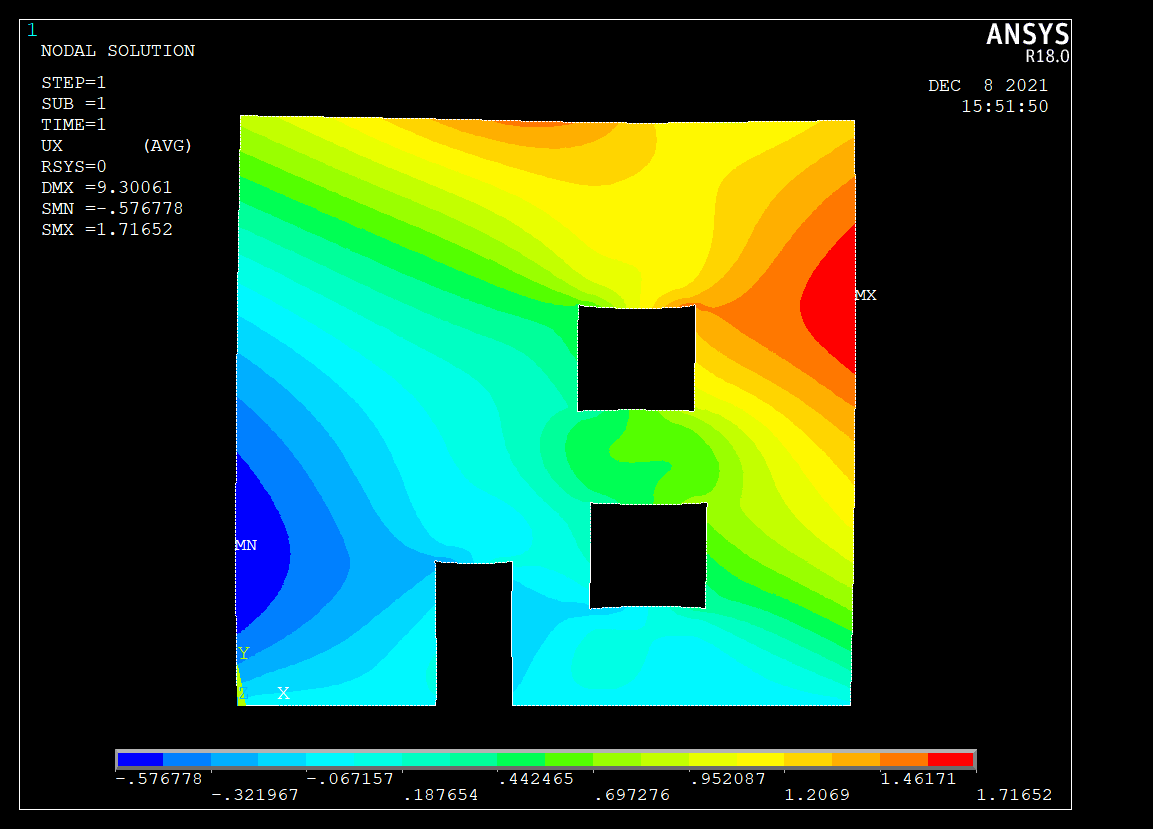 1
ANSYS
R18.0
NODAL SOLUTION
STEP=1
SUB =1
TIME=1
UX (AVG)
RSYS=0
DMX =9.30061
SMN =-.576778
SMX =1.71652
DEC 8 2021
15:51:50
MX
MN
Y
Z X
-.576778 -.067157 .442465 .952087 1.46171
-.321967 .187654 .697276 1.2069 1.71652